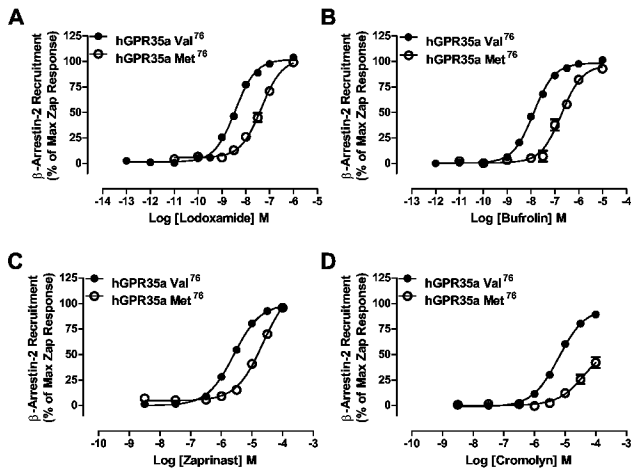 A
β-Arrestin-2 Recruitment
(% of Max Zap Response)
125
100
75
50
25
0
hGPR35a Val76
hGPR35a Met76
-14 -13 -12 -11 -10 -9 -8 -7 -6 -5
Log [Lodoxamide] M
B
β-Arrestin-2 Recruitment
(% of Max Zap Response)
125
100
75
50
25
0
hGPR35a Val76
hGPR35a Met76
-13 -12 -11 -10 -9 -8 -7 -6 -5 -4
Log [Bufrolin] M
C
β-Arrestin-2 Recruitment
(% of Max Zap Response)
125
100
75
50
25
0
hGPR35a Val76
hGPR35a Met76
-10 -9 -8 -7 -6 -5 -4 -3
Log [Zaprinast] M
D
β-Arrestin-2 Recruitment
(% of Max Zap Response)
125
100
75
50
25
0
hGPR35a Val76
hGPR35a Met76
-10 -9 -8 -7 -6 -5 -4 -3
Log [Cromolyn] M